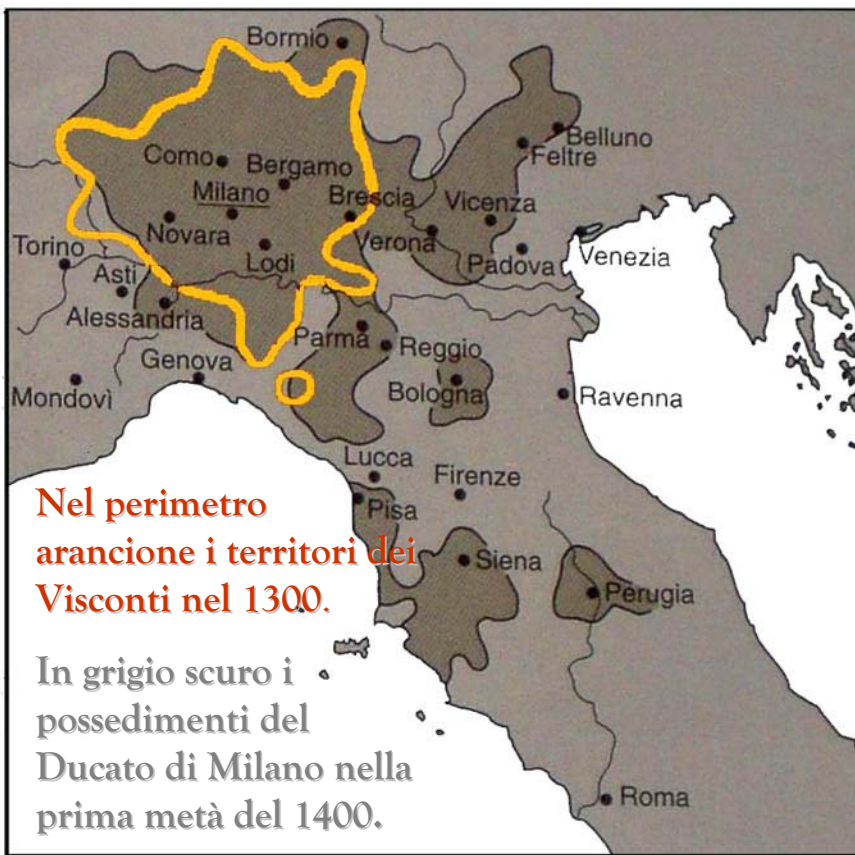 Bormio
Belluno
Feltre
Como
Bergamo
Milano
Brescia
Vicenza
Novara
Verona
Torino
Lodi
Padova
Venezia
Asti
Alessandria
Parma
Reggio
Genova
Mondovì
Bologna
Ravenna
Lucca
Firenze
Pisa
Siena
Perugia
Roma
Nel perimetro
arancione i territori dei
Visconti nel 1300.
In grigio scuro i
possedimenti del
Ducato di Milano nella
prima metà del 1400.